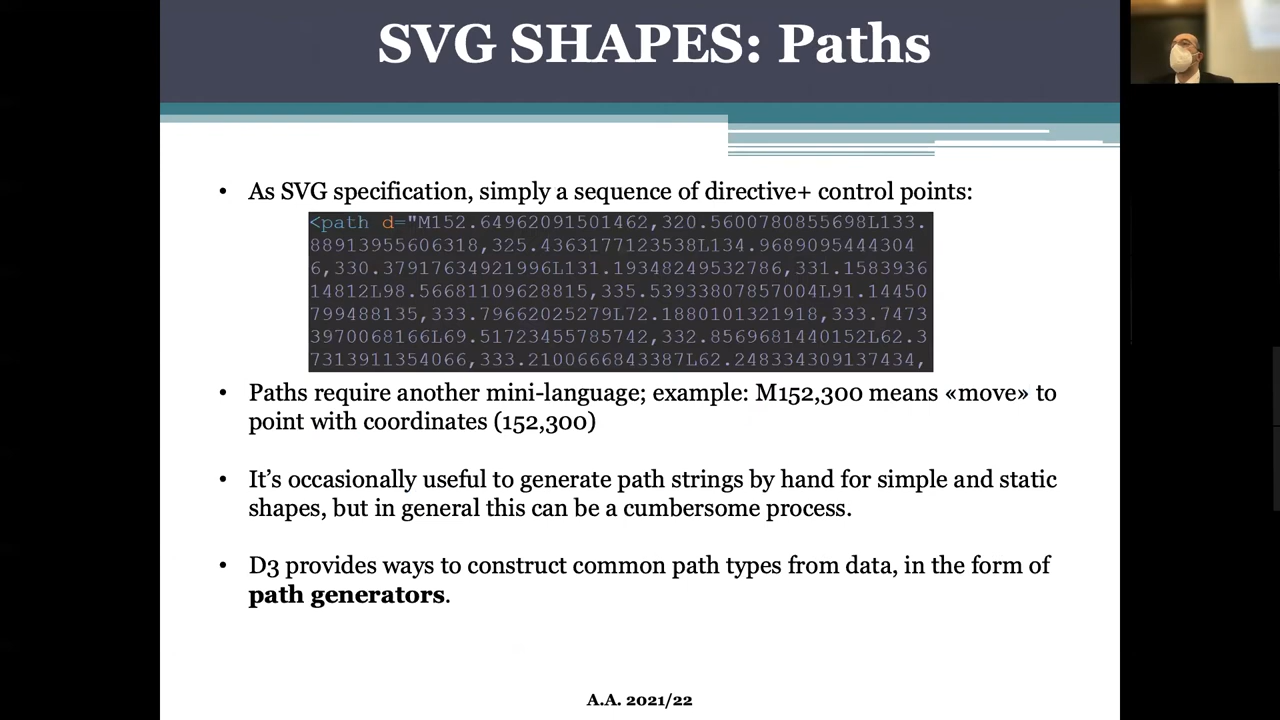 SVG SHAPES: Paths
• As SVG specification, simply a sequence of directive+ control points:
<path d="M152.64962091501462,320.5600780855698L133.
88913955606318,325.4363177123538L134.9689095444304
6,330.37917634921996L131.19348249532786,331.1583936
14812L98.56681109628815,335.53933807857004L91.14450
799488135,333.79662025279L72.1880101321918,333.7473
3970068166L69.51723455785742,332.8569681440152L62.3
73139113540​66,333.2100666843387L62.248334309137434,
• Paths require another mini-language; example: M152,300 means «move» to
point with coordinates (152,300)
• It’s occasionally useful to generate path strings by hand for simple and static
shapes, but in general this can be a cumbersome process.
• D3 provides ways to construct common path types from data, in the form of
path generators.
A.A. 2021/22